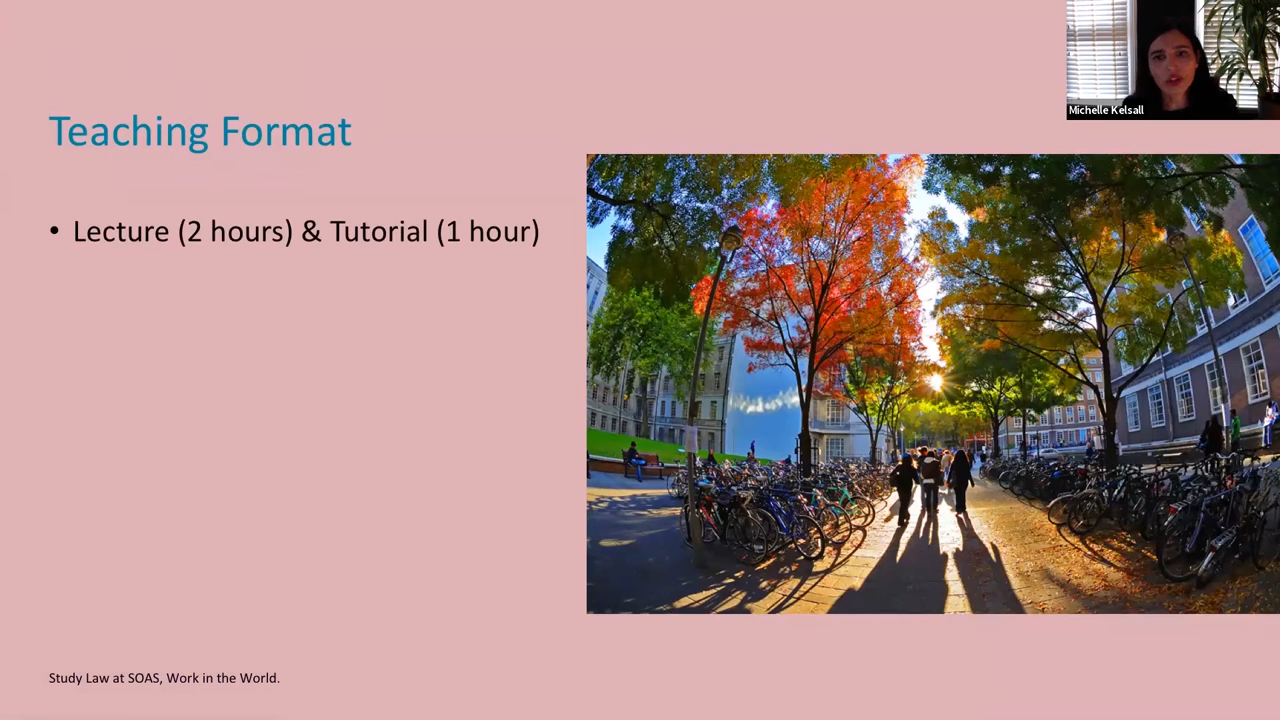 Michelle Kelsall
Teaching Format
• Lecture (2 hours) & Tutorial (1 hour)
Study Law at SOAS, Work in the World.